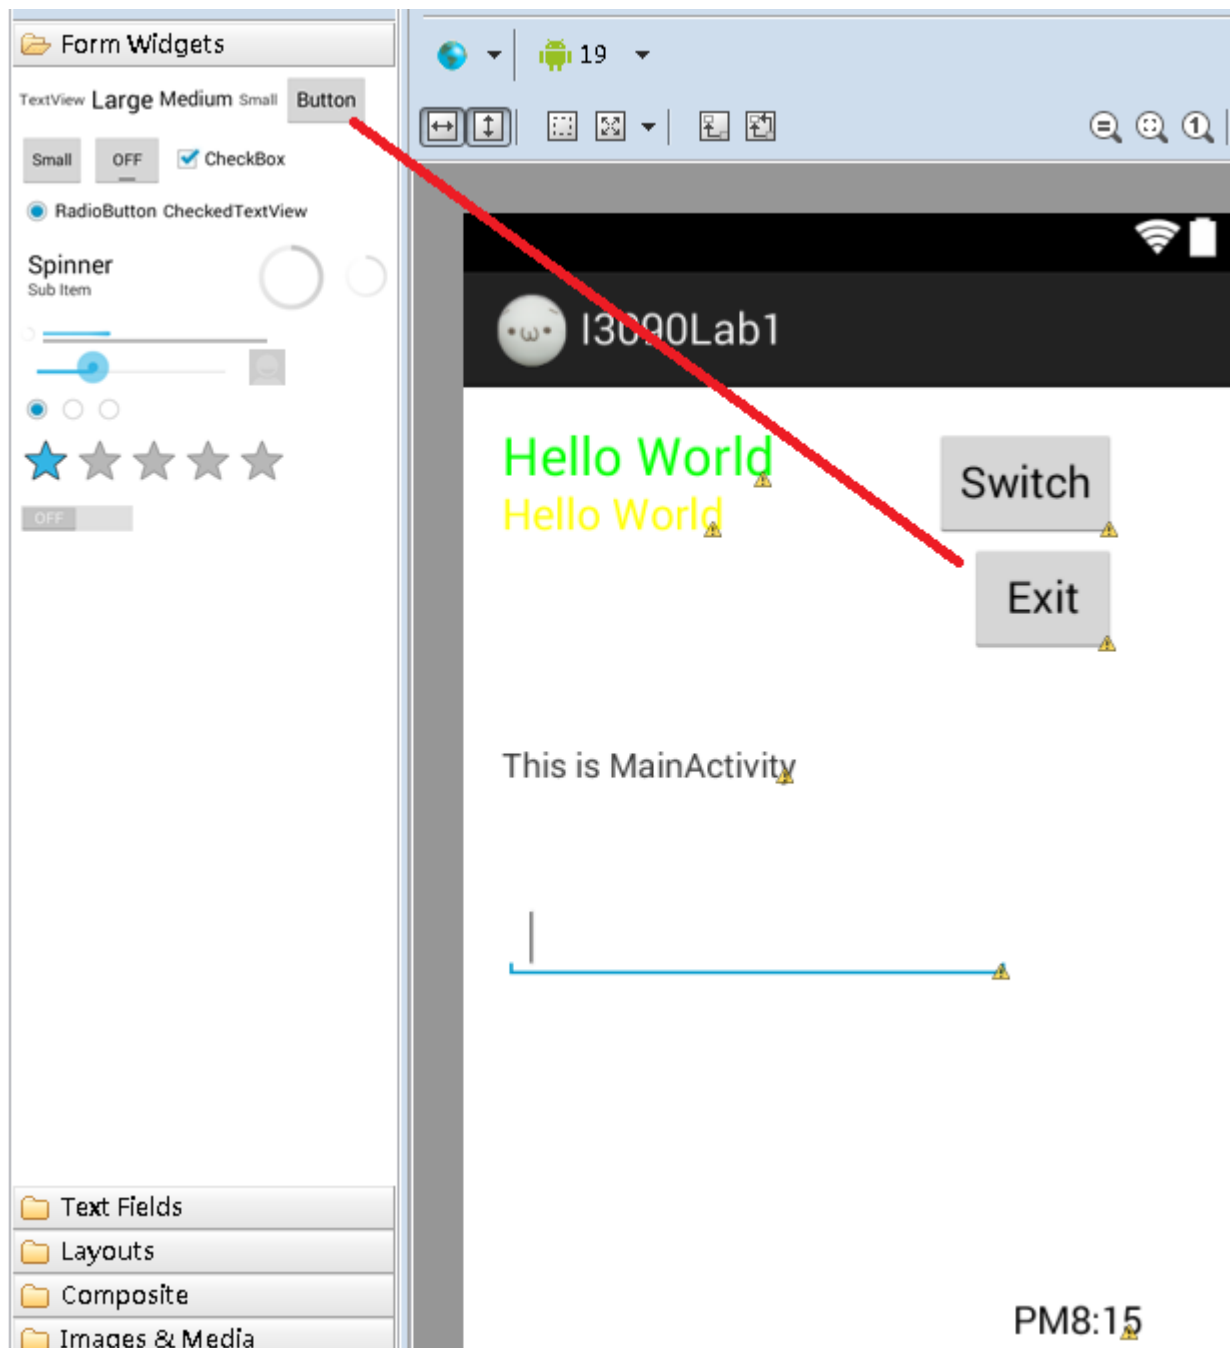 Form Widgets
TextView Large Medium Small Button
Small OFF CheckBox
RadioButton CheckedTextView
Spinner
Sub Item
OFF
Text Fields
Layouts
Composite
Images & Media
19
I3090Lab1
Hello World
Switch
Hello World
Exit
This is MainActivity
PM8:15